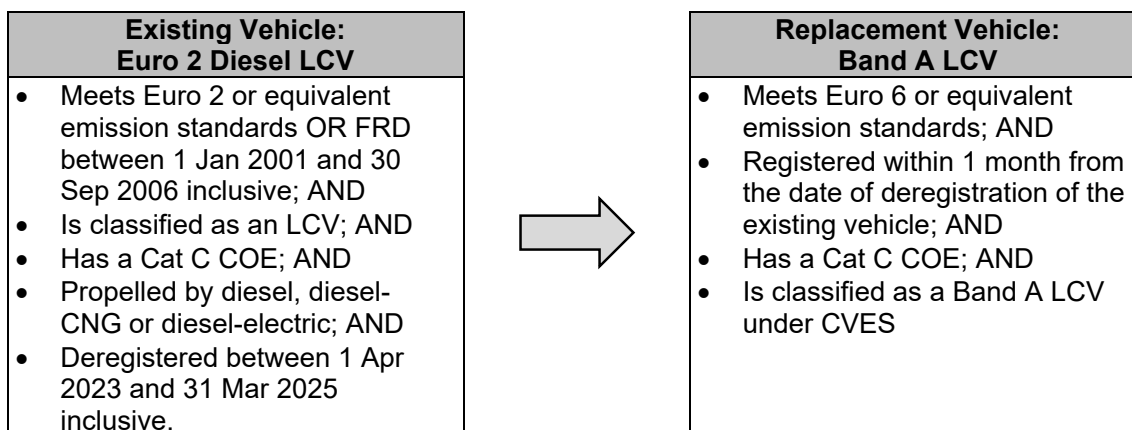 Existing Vehicle:
Euro 2 Diesel LCV
• Meets Euro 2 or equivalent
emission standards OR FRD
between 1 Jan 2001 and 30
Sep 2006 inclusive; AND
• Is classified as an LCV; AND
• Has a Cat C COE; AND
• Propelled by diesel, diesel-
CNG or diesel-electric; AND
• Deregistered between 1 Apr
2023 and 31 Mar 2025
inclusive.
Replacement Vehicle:
Band A LCV
• Meets Euro 6 or equivalent
emission standards; AND
• Registered within 1 month from
the date of deregistration of the
existing vehicle; AND
• Has a Cat C COE; AND
• Is classified as a Band A LCV
under CVES